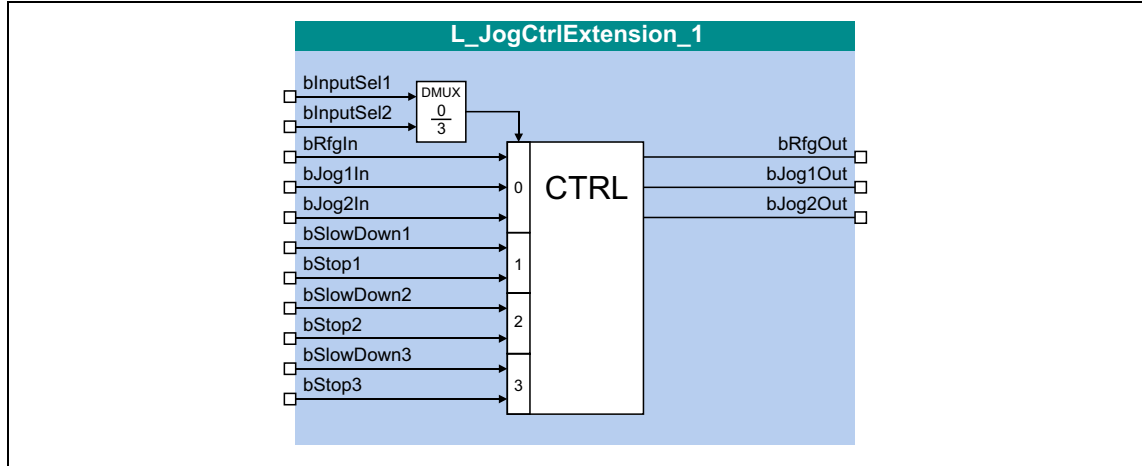 L_JogCtrlExtension_1
bInputSel1
DMUX
0
3
bInputSel2
bRfgIn
bRfgOut
bJog1In
0
CTRL
bJog1Out
bJog2In
bJog2Out
bSlowDown1
1
bStop1
bSlowDown2
2
bStop2
bSlowDown3
3
bStop3